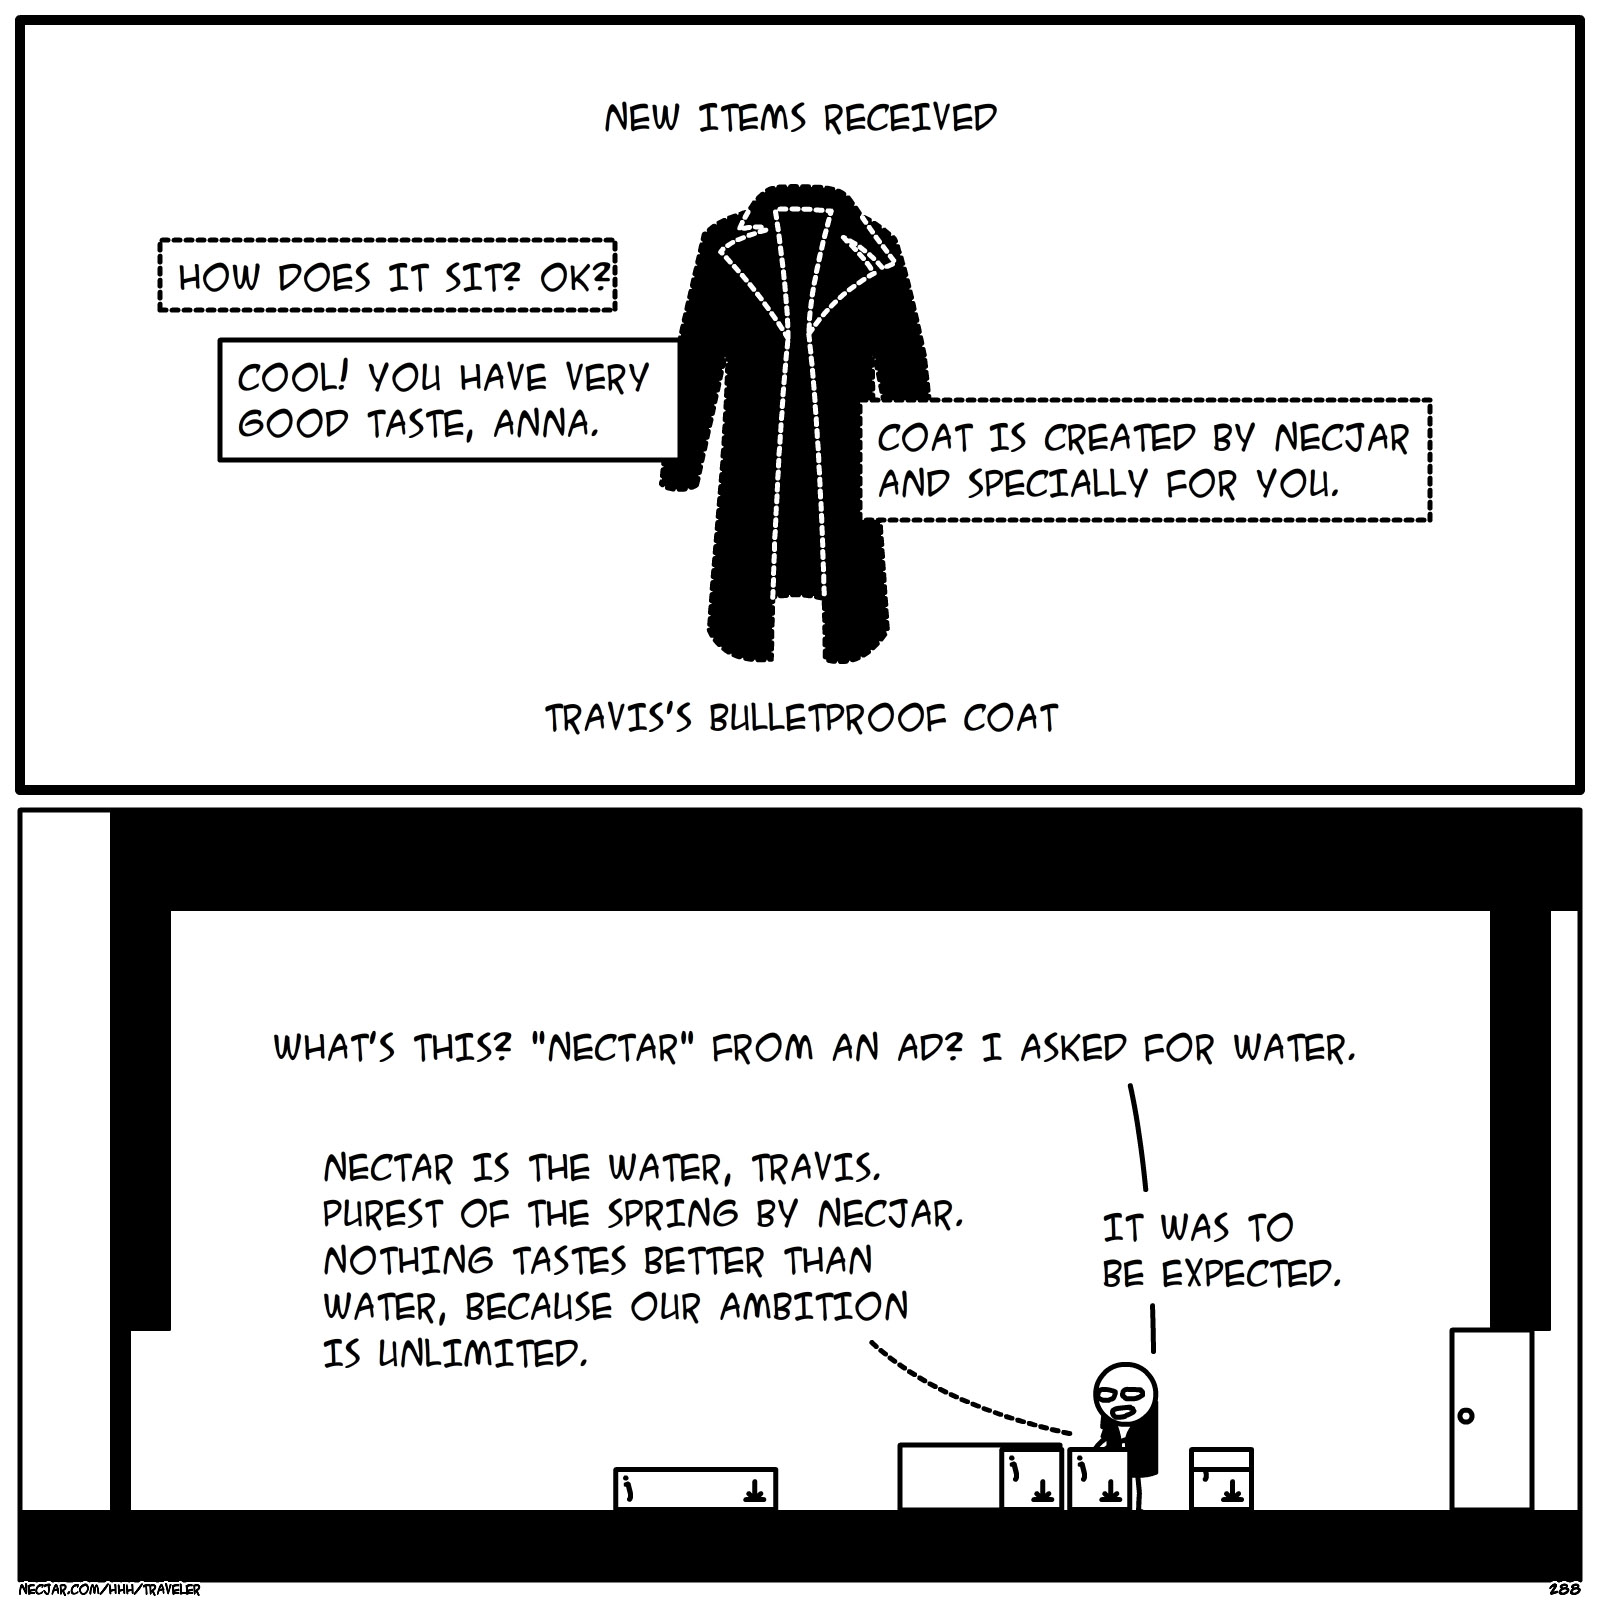 NEW ITEMS RECEIVED
HOW DOES IT SIT? OK?
COOL! YOU HAVE VERY
GOOD TASTE, ANNA.
COAT IS CREATED BY NECJAR
AND SPECIALLY FOR YOU.
TRAVIS'S BULLETPROOF COAT
WHAT'S THIS? "NECTAR" FROM AN AD? I ASKED FOR WATER.
NECTAR IS THE WATER, TRAVIS.
PUREST OF THE SPRING BY NECJAR.
NOTHING TASTES BETTER THAN
WATER, BECAUSE OUR AMBITION
IS UNLIMITED.
IT WAS TO
BE EXPECTED.
NECJAR.COM/HHH/TRAVELER
288